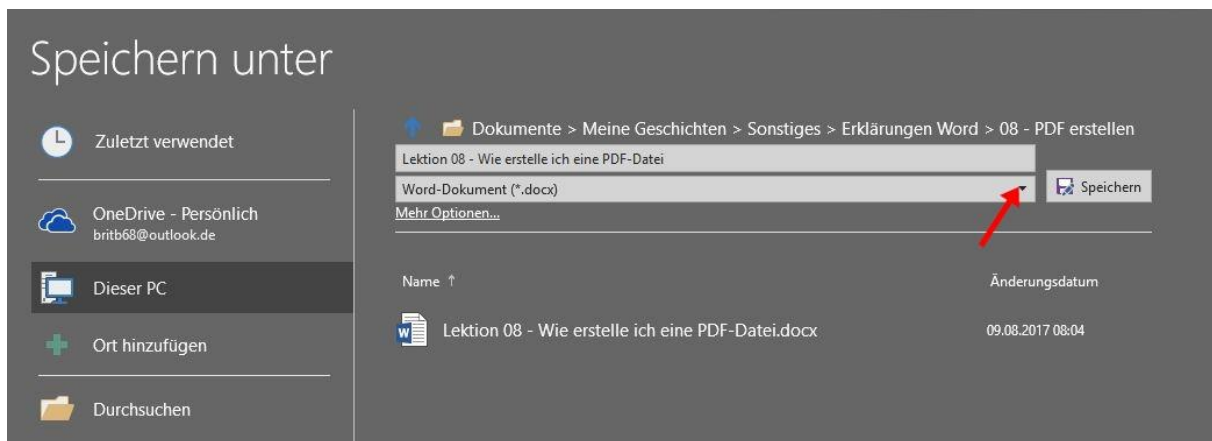 Speichern unter
Zuletzt verwendet
OneDrive - Persönlich
britb68@outlook.de
Dieser PC
Ort hinzufügen
Durchsuchen
Dokumente > Meine Geschichten > Sonstiges > Erklärungen Word > 08 - PDF erstellen
Lektion 08 - Wie erstelle ich eine PDF-Datei
Word-Dokument (*.docx)
Speichern
Mehr Optionen...
Name ↑
Änderungsdatum
Lektion 08 - Wie erstelle ich eine PDF-Datei.docx
09.08.2017 08:04